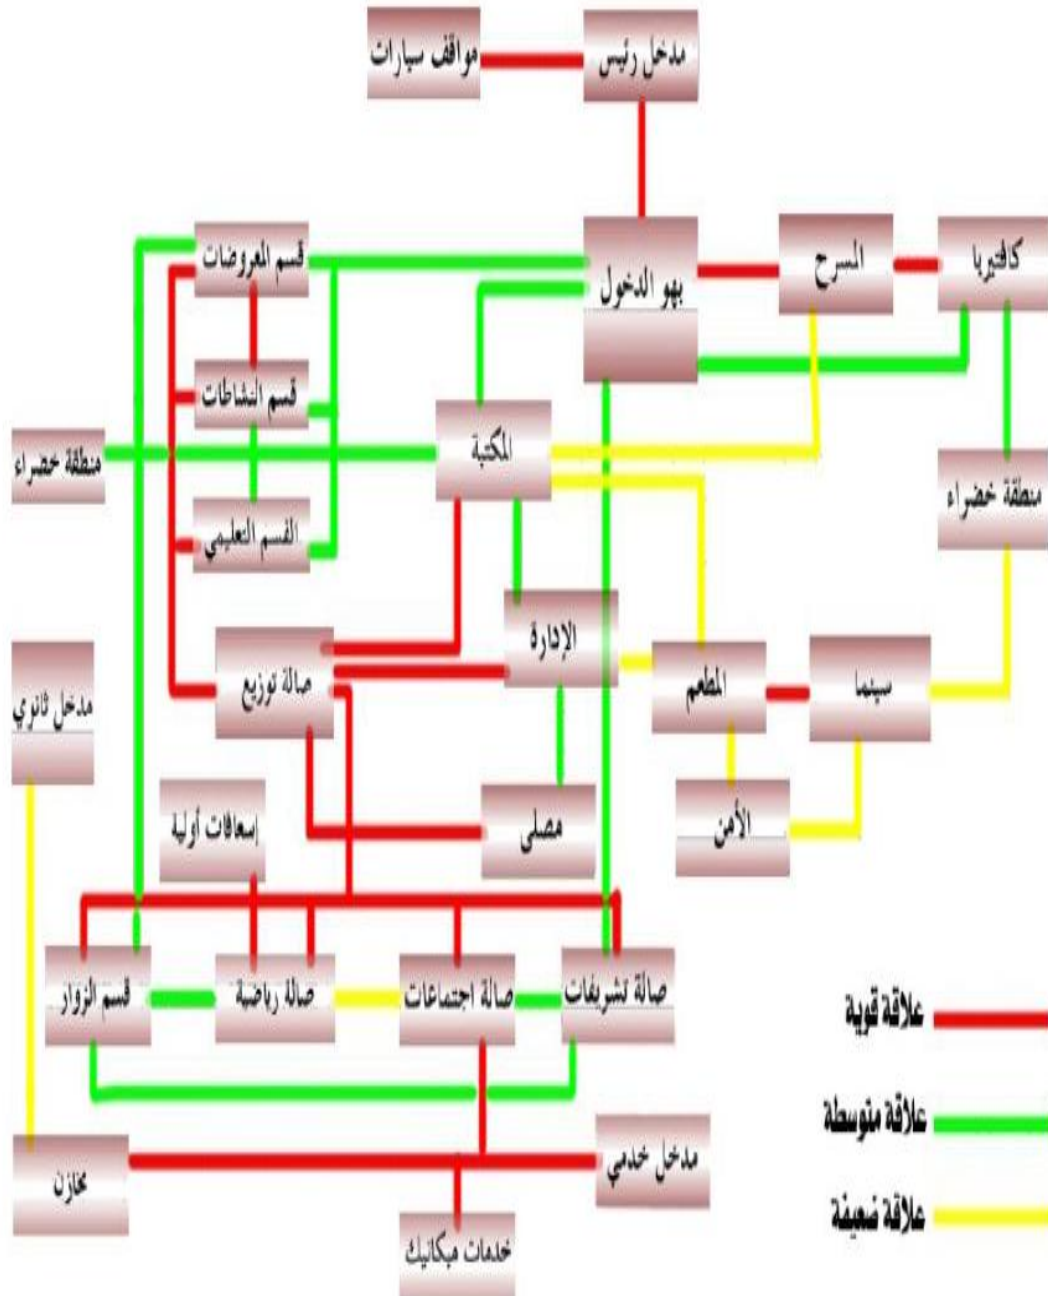 مدخل رئيس
مواقف سيارات
كافتيريا
المسرح
بهو الدخول
قسم المعروضات
قسم النشاطات
المكتبة
منطقة خضراء
منطقة خضراء
القسم التعليمي
الإدارة
صالة توزيع
سينما
المطعم
مدخل ثانوي
الأمن
مصلى
إسعافات أولية
صالة تشريفات
صالة اجتماعات
صالة رياضية
قسم الزوار
علاقة قوية
علاقة متوسطة
علاقة ضعيفة
مدخل خدمي
مخازن
خدمات ميكانيك